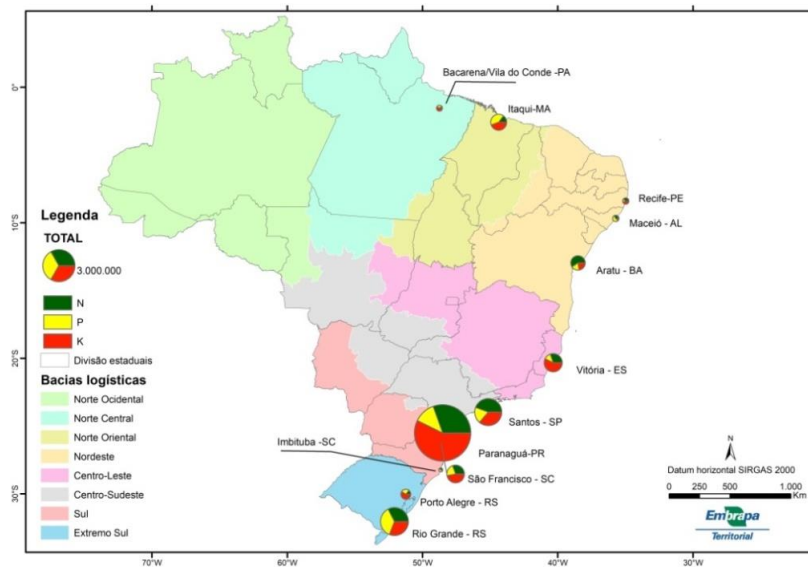 Bacarena/Vila do Conde -PA
Itaqui-MA
Recife-PE
Maceió - AL
Aratu - BA
Vitória - ES
Santos - SP
Paranaguá-PR
Imbituba -SC
São Francisco - SC
Porto Alegre - RS
Rio Grande - RS
0°
10°S
20°S
30°S
70°W
60°W
50°W
40°W
30°W
Legenda
TOTAL
3.000.000
N
P
K
Divisão estaduais
Bacias logísticas
Norte Ocidental
Norte Central
Norte Oriental
Nordeste
Centro-Leste
Centro-Sudeste
Sul
Extremo Sul
N
Datum horizontal SIRGAS 2000
1.000 500 0 1.000
Km
Embrapa
Territorial